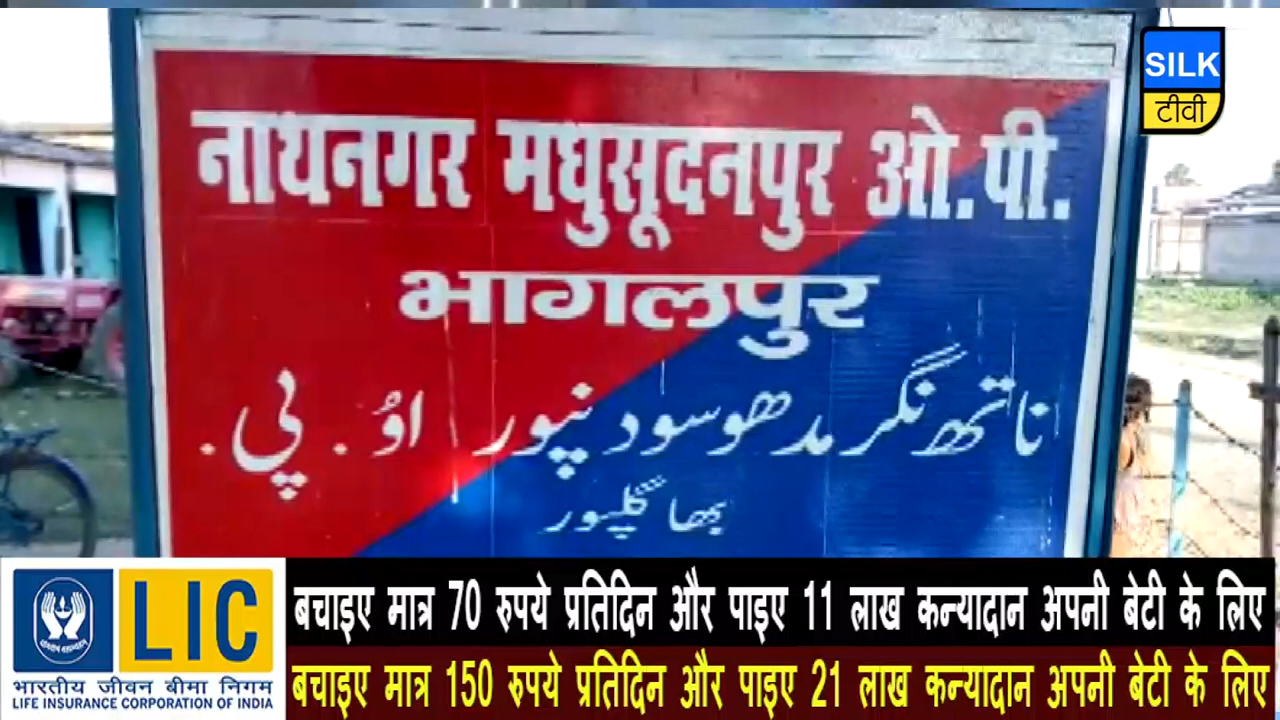 SILK
टीवी
नाथनगर मधुसूदनपुर ओ.पी.
भागलपुर
ناتھ نگر مدھوسودنپور اوُ . پی .
بھاگلپور
LIC
भारतीय जीवन बीमा निगम
LIFE INSURANCE CORPORATION OF INDIA
बचाइए मात्र 70 रुपये प्रतिदिन और पाइए 11 लाख कन्यादान अपनी बेटी के लिए
बचाइए मात्र 150 रुपये प्रतिदिन और पाइए 21 लाख कन्यादान अपनी बेटी के लिए